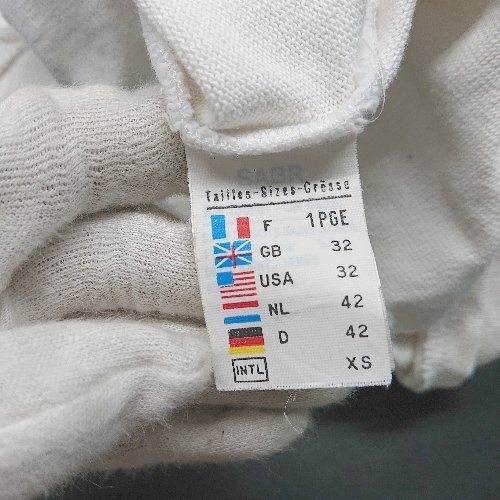 Tailles-Sizes-Grösse
F 1PGE
GB 32
USA 32
NL 42
D 42
INTL XS